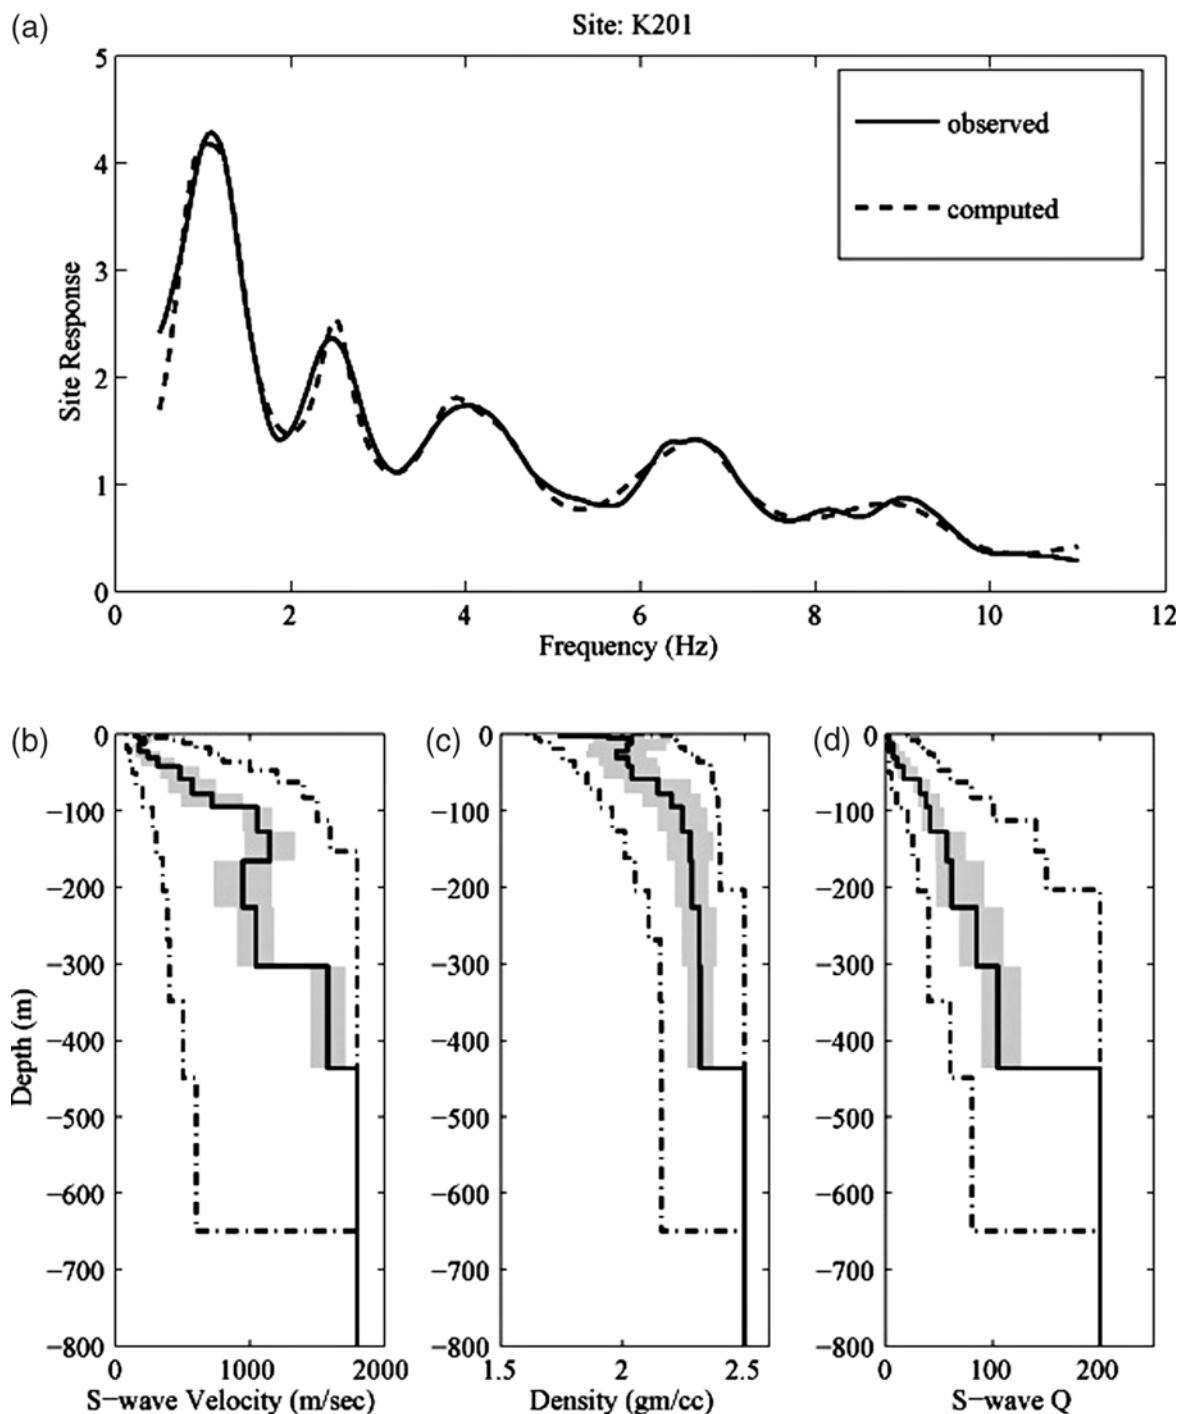 (a)
Site: K201
5
4
3
2
1
0
Site Response
observed
computed
0 2 4 6 8 10 12
Frequency (Hz)
(b)
0
−100
−200
−300
−400
−500
−600
−700
−800
Depth (m)
0 1000 2000
S−wave Velocity (m/sec)
(c)
0
−100
−200
−300
−400
−500
−600
−700
−800
1.5 2 2.5
Density (gm/cc)
(d)
0
−100
−200
−300
−400
−500
−600
−700
−800
0 100 200
S−wave Q